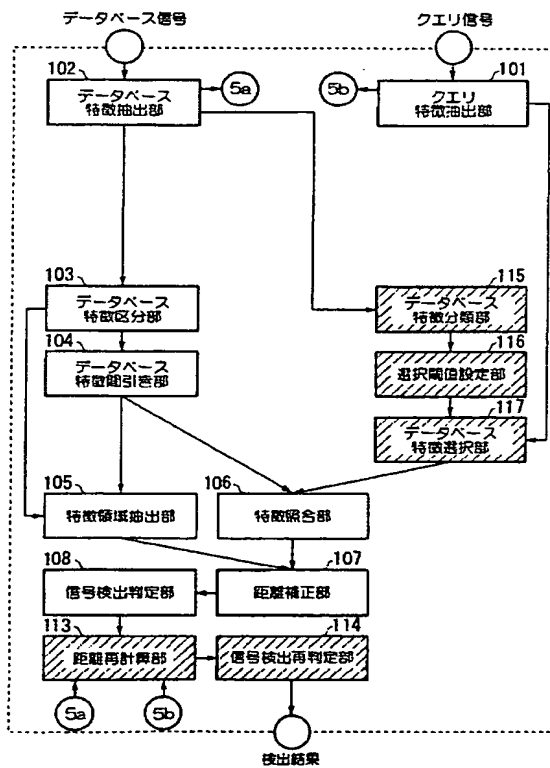 データベース信号
クエリ信号
102
データベース
特徴抽出部
5a
5b
101
クエリ
特徴抽出部
103
データベース
特徴区分部
104
データベース
特徴間引き部
115
データベース
特徴分類部
116
選択閾値設定部
117
データベース
特徴選択部
105
特徴領域抽出部
106
特徴照合部
108
信号検出判定部
107
距離補正部
113
距離再計算部
114
信号検出再判定部
5a
5b
検出結果